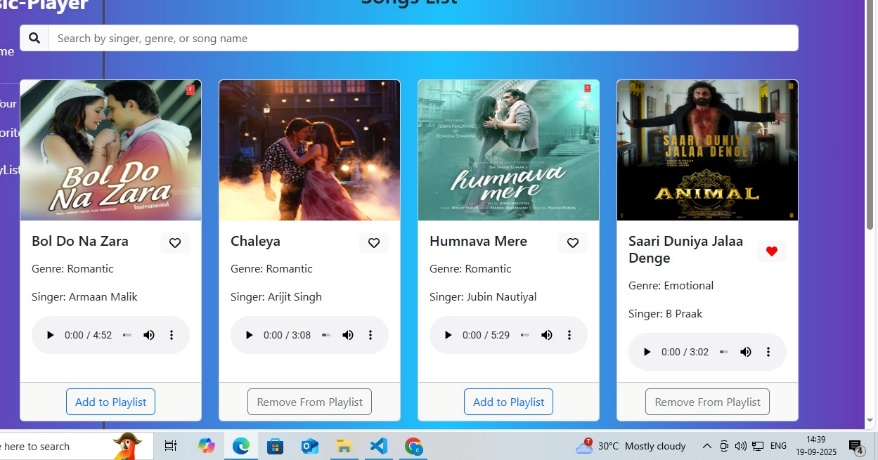 sic-Player
Songs List
Search by singer, genre, or song name
me
Your
vorite
yList
Bol Do
Na Zara
Bol Do Na Zara
Genre: Romantic
Singer: Armaan Malik
0:00 / 4:52
Add to Playlist
Chaleya
Genre: Romantic
Singer: Arijit Singh
0:00 / 3:08
Remove From Playlist
humnava
mere
Humnava Mere
Genre: Romantic
Singer: Jubin Nautiyal
0:00 / 5:29
Add to Playlist
SAARI DUNIYA
JALAA DENGE
ANIMAL
Saari Duniya Jalaa
Denge
Genre: Emotional
Singer: B Praak
0:00 / 3:02
Remove From Playlist
e here to search
7
30°C Mostly cloudy
ENG
14:39
19-09-2025
4